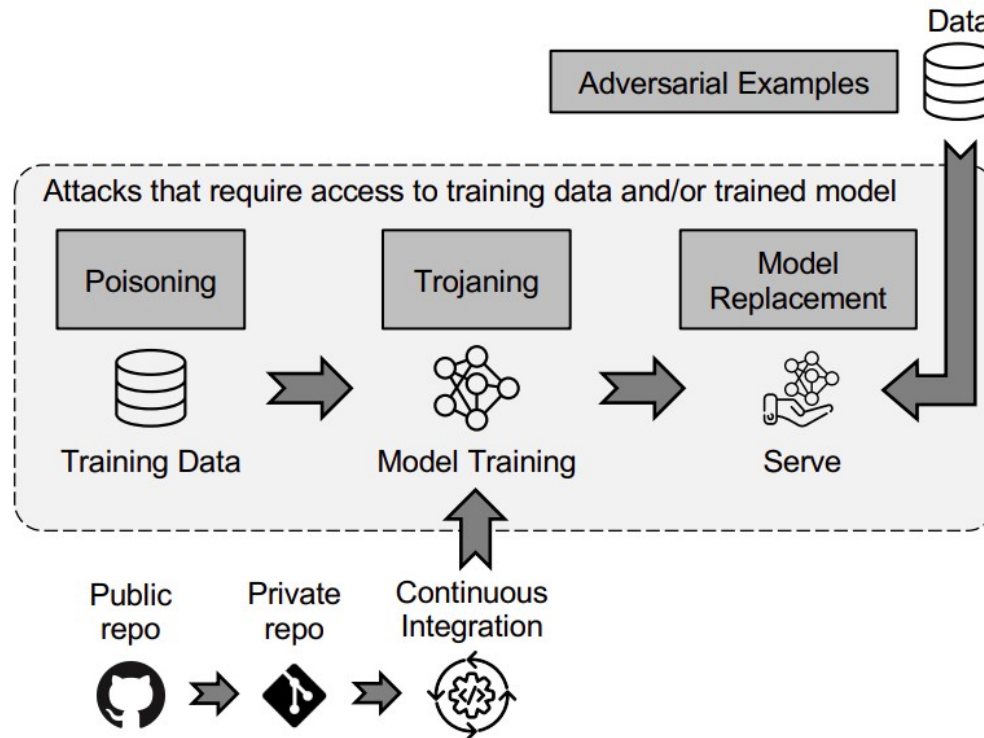 Data
Adversarial Examples
Attacks that require access to training data and/or trained model
Poisoning
Trojaning
Model
Replacement
Training Data
Model Training
Serve
Public
repo
Private
repo
Continuous
Integration